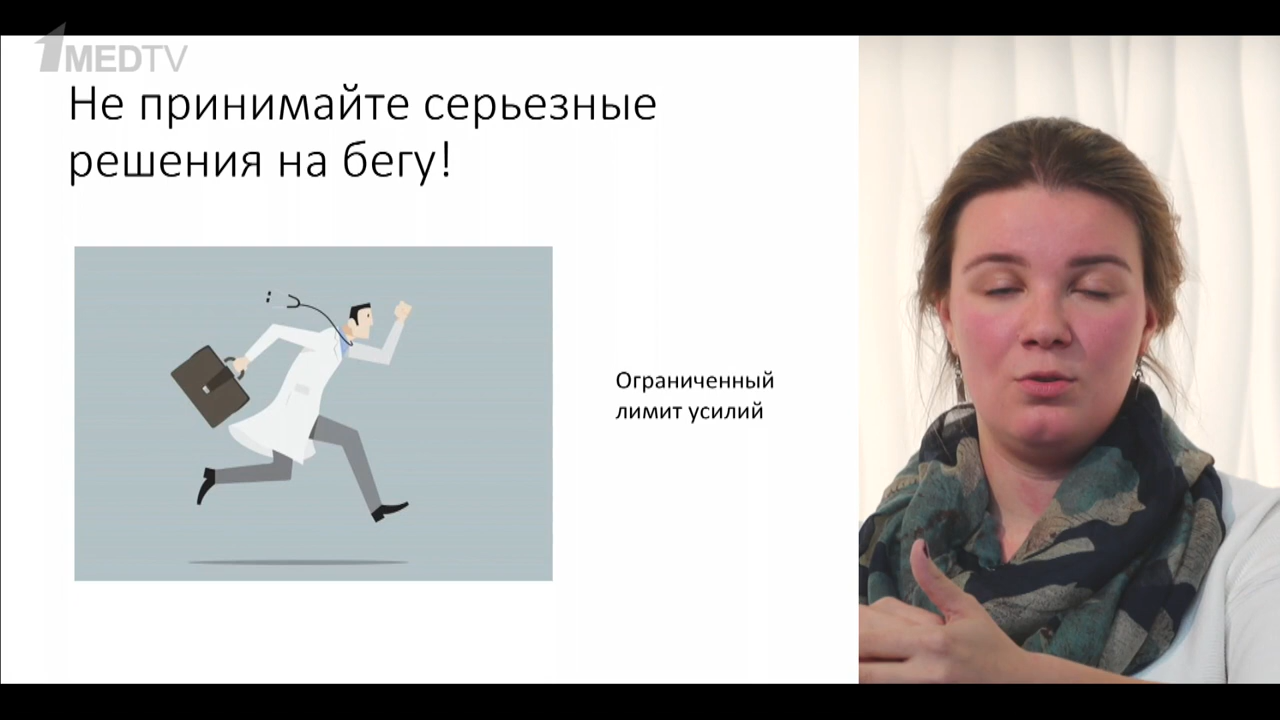 1MEDTV
Не принимайте серьезные
решения на бегу!
Ограниченный
лимит усилий